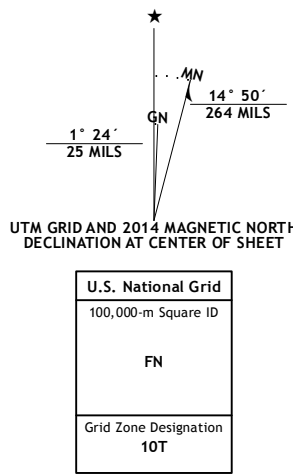 ★
MN
GN
14° 50´
264 MILS
1° 24´
25 MILS
UTM GRID AND 2014 MAGNETIC NORTH
DECLINATION AT CENTER OF SHEET
U.S. National Grid
100,000-m Square ID
FN
Grid Zone Designation
10T